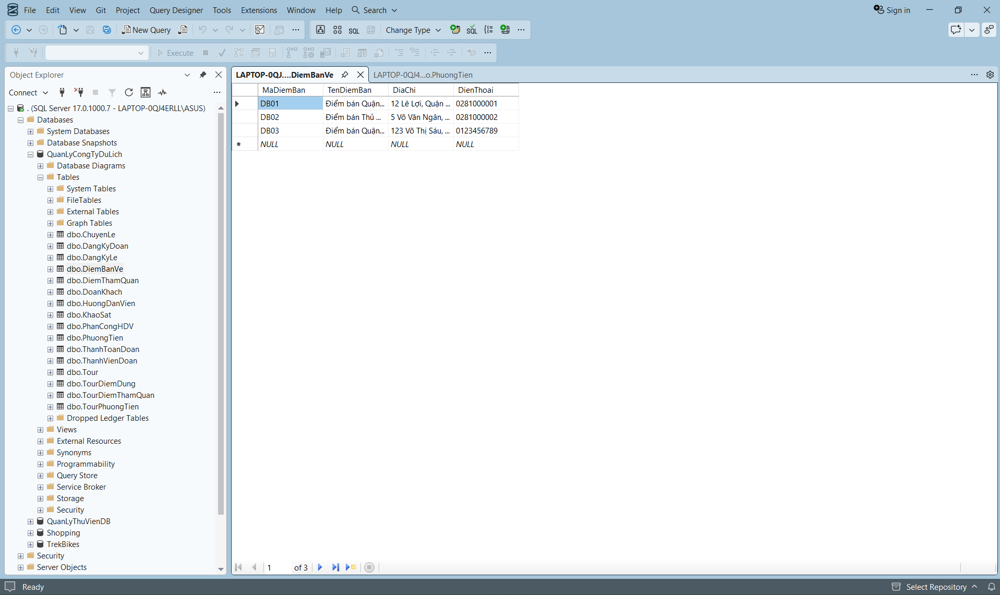 File Edit View Git Project Query Designer Tools Extensions Window Help Search Sign in
New Query SQL Change Type SQL
Execute
Object Explorer
Connect
. (SQL Server 17.0.1000.7 - LAPTOP-0QJ4ERLL\ASUS)
Databases
System Databases
Database Snapshots
QuanLyCongTyDuLich
Database Diagrams
Tables
System Tables
FileTables
External Tables
Graph Tables
dbo.ChuyenLe
dbo.DangKyDoan
dbo.DangKyLe
dbo.DiemBanVe
dbo.DiemThamQuan
dbo.DoanKhach
dbo.HuongDanVien
dbo.KhaoSat
dbo.PhanCongHDV
dbo.PhuongTien
dbo.ThanhToanDoan
dbo.ThanhVienDoan
dbo.Tour
dbo.TourDiemDung
dbo.TourDiemThamQuan
dbo.TourPhuongTien
Dropped Ledger Tables
Views
External Resources
Synonyms
Programmability
Query Store
Service Broker
Storage
Security
QuanLyThuVienDB
Shopping
TrekBikes
Security
Server Objects
LAPTOP-0QJ....DiemBanVe LAPTOP-0QJ4...o.PhuongTien
MaDiemBan TenDiemBan DiaChi DienThoai
DB01 Điểm bán Quận... 12 Lê Lợi, Quận ... 0281000001
DB02 Điểm bán Thủ ... 5 Võ Văn Ngân, ... 0281000002
DB03 Điểm bán Quận... 123 Võ Thị Sáu, ... 0123456789
* NULL NULL NULL NULL
1 of 3
Ready Select Repository